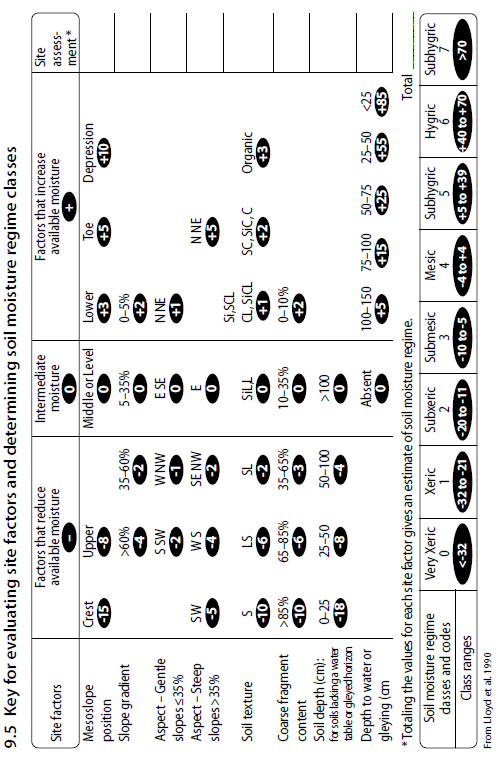 9.5 Key for evaluating site factors and determining soil moisture regime classes
Site factors
Factors that reduce
available moisture
–
Intermediate
moisture
0
Factors that increase
available moisture
+
Site
assess-
ment *
Mesoslope
position
Crest Upper Middle or Level Lower Toe Depression
-15 -8 0 +3 +5 +10
Slope gradient
>60% 35–60% 5–35% 0–5%
-4 -2 0 +2
Aspect – Gentle
slopes ≤35%
S SW W NW E SE N NE
-2 -1 0 +1
Aspect – Steep
slopes >35%
SW W S SE NW E N NE
-5 -4 -2 0 +5
Soil texture
Si,SCL
S LS SL SiL,L CL, SiCL SC, SiC, C Organic
-10 -6 -2 0 +1 +2 +3
Coarse fragment
content
>85% 65–85% 35–65% 10–35% 0–10%
-10 -6 -3 0 +2
Soil depth (cm):
for soils lacking a water
table or gleyed horizon
0–25 25–50 50–100 >100
-18 -8 -4 0
Depth to water or
gleying (cm
Absent 100–150 75–100 50–75 25–50 <25
0 +5 +15 +25 +55 +85
*Totaling the values for each site factor gives an estimate of soil moisture regime.
Total
Soil moisture regime
classes and codes
Very Xeric Xeric Subxeric Submesic Mesic Subhygric Hygric Subhygric
0 1 2 3 4 5 6 7
Class ranges
<-32 -32 to -21 -20 to -11 -10 to -5 -4 to +4 +5 to +39 +40 to +70 >70
From Lloyd et al. 1990